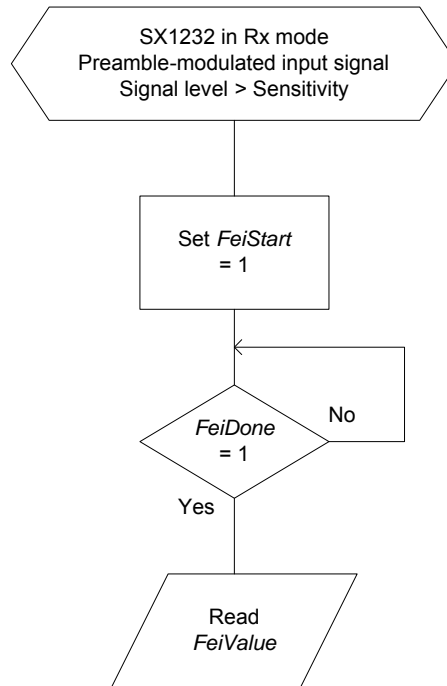 SX1232 in Rx mode
Preamble-modulated input signal
Signal level > Sensitivity
Set FeiStart
= 1
No
FeiDone
= 1
Yes
Read
FeiValue